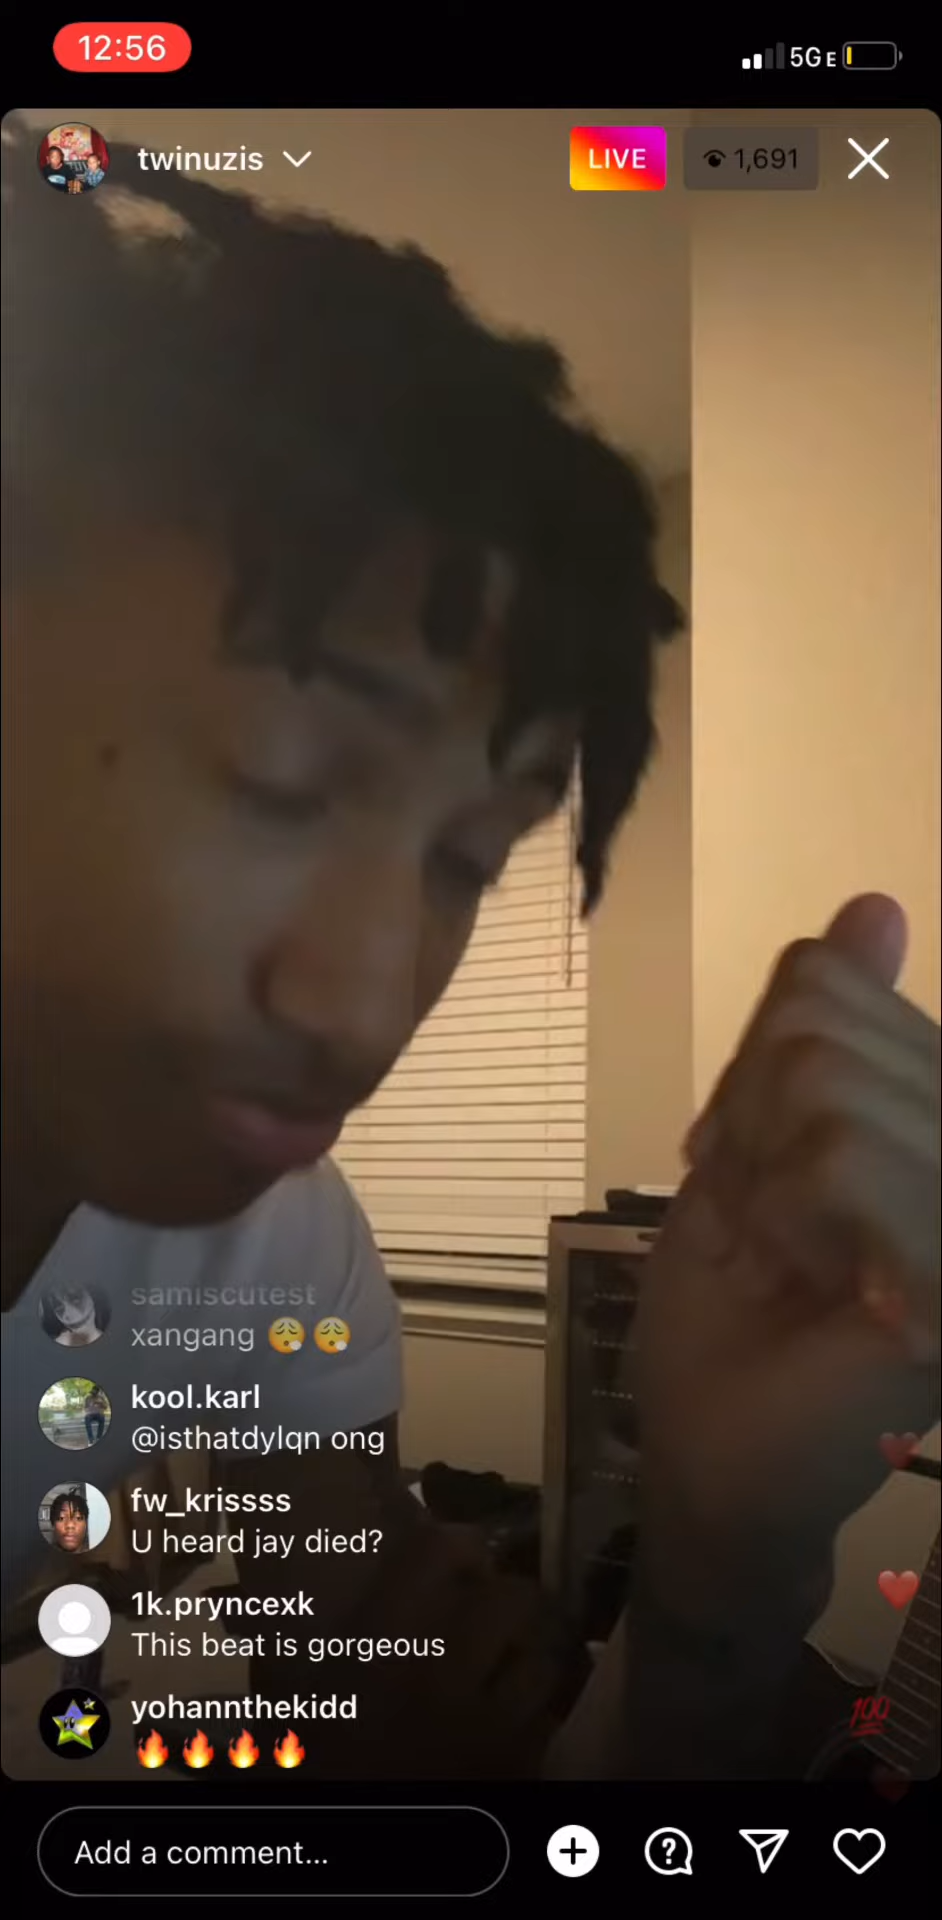 12:56
5GE
twinuzis
LIVE
1,691
samiscutest
xangang 😮‍💨😮‍💨
kool.karl
@isthatdylqn ong
fw_krissss
U heard jay died?
1k.pryncexk
This beat is gorgeous
yohannthekidd
🔥🔥🔥🔥
💯
Add a comment...